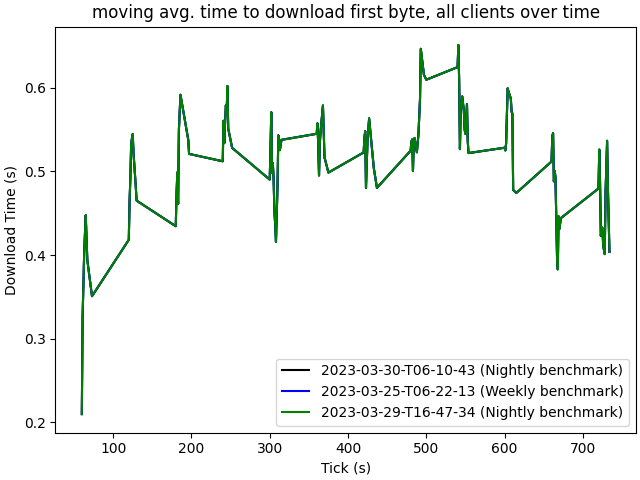 moving avg. time to download first byte, all clients over time
Download Time (s)
0.6
0.5
0.4
0.3
0.2
2023-03-30-T06-10-43 (Nightly benchmark)
2023-03-25-T06-22-13 (Weekly benchmark)
2023-03-29-T16-47-34 (Nightly benchmark)
100 200 300 400 500 600 700
Tick (s)